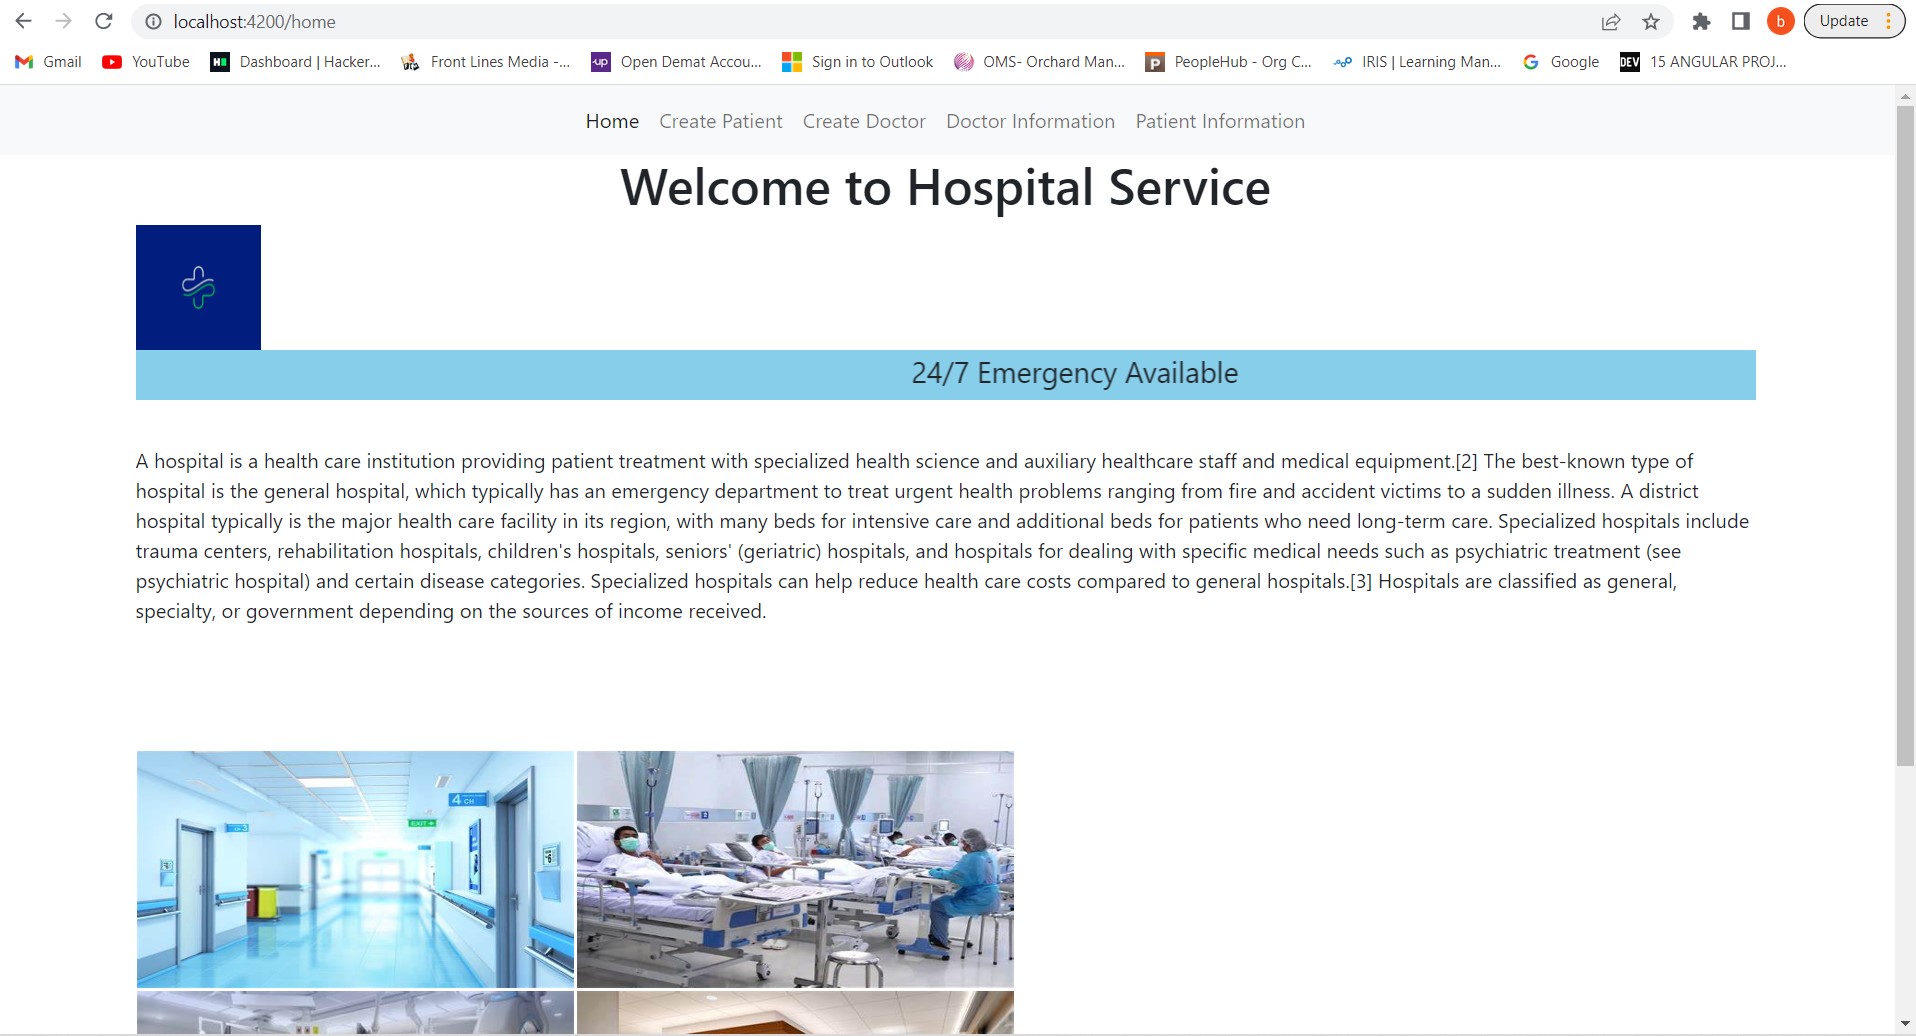 localhost:4200/home
Update
Gmail YouTube Dashboard | Hacker... Front Lines Media -... Open Demat Accou... Sign in to Outlook OMS- Orchard Man... PeopleHub - Org C... IRIS | Learning Man... Google DEV 15 ANGULAR PROJ...
Home Create Patient Create Doctor Doctor Information Patient Information
Welcome to Hospital Service
24/7 Emergency Available
A hospital is a health care institution providing patient treatment with specialized health science and auxiliary healthcare staff and medical equipment.[2] The best-known type of
hospital is the general hospital, which typically has an emergency department to treat urgent health problems ranging from fire and accident victims to a sudden illness. A district
hospital typically is the major health care facility in its region, with many beds for intensive care and additional beds for patients who need long-term care. Specialized hospitals include
trauma centers, rehabilitation hospitals, children's hospitals, seniors' (geriatric) hospitals, and hospitals for dealing with specific medical needs such as psychiatric treatment (see
psychiatric hospital) and certain disease categories. Specialized hospitals can help reduce health care costs compared to general hospitals.[3] Hospitals are classified as general,
specialty, or government depending on the sources of income received.
4 CH
EXIT